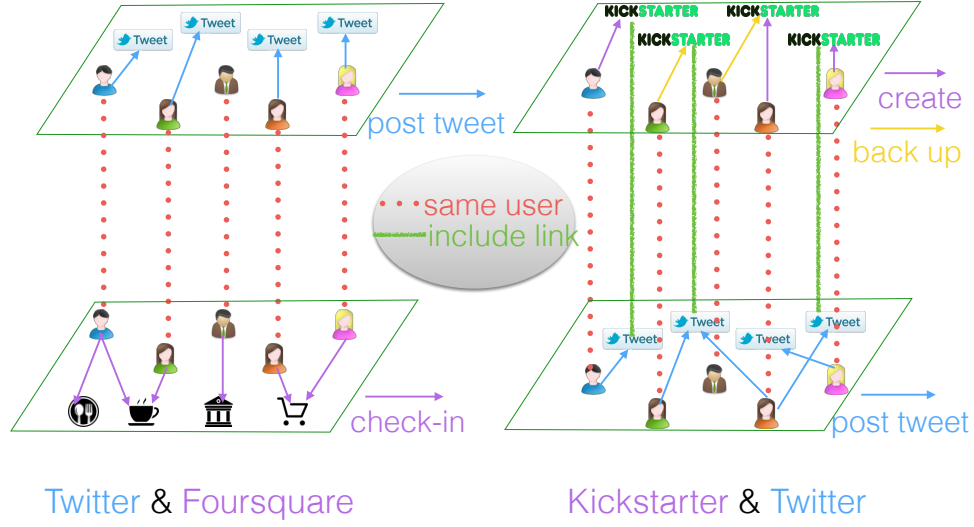 Tweet
Tweet
Tweet
Tweet
post tweet
check-in
Twitter & Foursquare
same user
include link
KICKSTARTER
KICKSTARTER
KICKSTARTER
KICKSTARTER
create
back up
Tweet
Tweet
Tweet
Tweet
post tweet
Kickstarter & Twitter